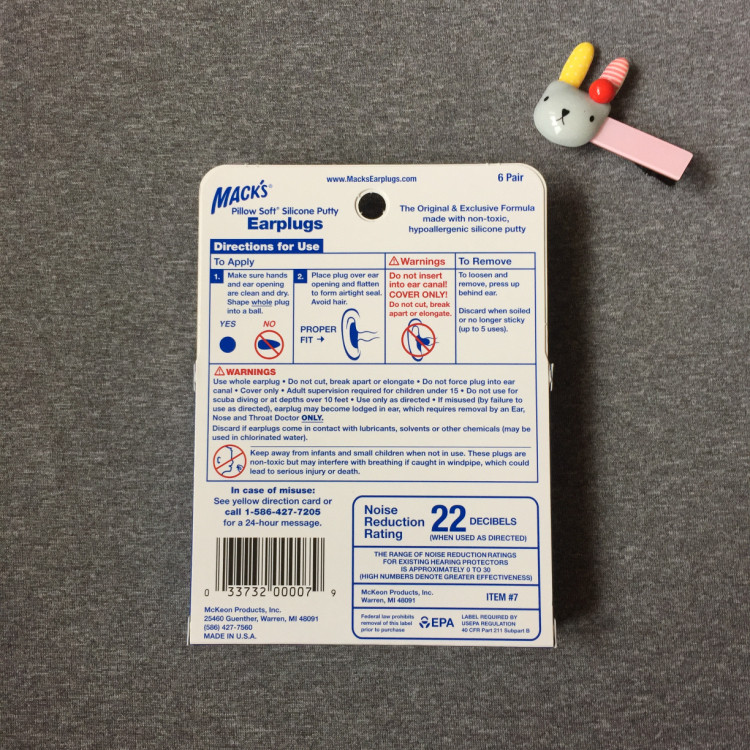 MACK'S®
www.MacksEarplugs.com
6 Pair
Pillow Soft® Silicone Putty
Earplugs
The Original & Exclusive Formula
made with non-toxic,
hypoallergenic silicone putty
Directions for Use
To Apply
1.
Make sure hands
and ear opening
are clean and dry.
Shape whole plug
into a ball.
YES
NO
2.
Place plug over ear
opening and flatten
to form airtight seal.
Avoid hair.
PROPER
FIT →
⚠Warnings
Do not insert
into ear canal!
COVER ONLY!
Do not cut, break
apart or elongate.
To Remove
To loosen and
remove, press up
behind ear.
Discard when soiled
or no longer sticky
(up to 5 uses).
⚠WARNINGS
Use whole earplug • Do not cut, break apart or elongate • Do not force plug into ear
canal • Cover only • Adult supervision required for children under 15 • Do not use for
scuba diving or at depths over 10 feet • Use only as directed • If misused (by failure to
use as directed), earplug may become lodged in ear, which requires removal by an Ear,
Nose and Throat Doctor ONLY.
Discard if earplugs come in contact with lubricants, solvents or other chemicals (may be
used in chlorinated water).
Keep away from infants and small children when not in use. These plugs are
non-toxic but may interfere with breathing if caught in windpipe, which could
lead to serious injury or death.
In case of misuse:
See yellow direction card or
call 1-586-427-7205
for a 24-hour message.
0 33732 00007 9
McKeon Products, Inc.
25460 Guenther, Warren, MI 48091
(586) 427-7560
MADE IN U.S.A.
Noise
Reduction
Rating
22 DECIBELS
(WHEN USED AS DIRECTED)
THE RANGE OF NOISE REDUCTION RATINGS
FOR EXISTING HEARING PROTECTORS
IS APPROXIMATELY 0 TO 30
(HIGH NUMBERS DENOTE GREATER EFFECTIVENESS)
McKeon Products, Inc.
Warren, MI 48091
ITEM #7
Federal law prohibits
removal of this label
prior to purchase
EPA
LABEL REQUIRED BY
USEPA REGULATION
40 CFR Part 211 Subpart B